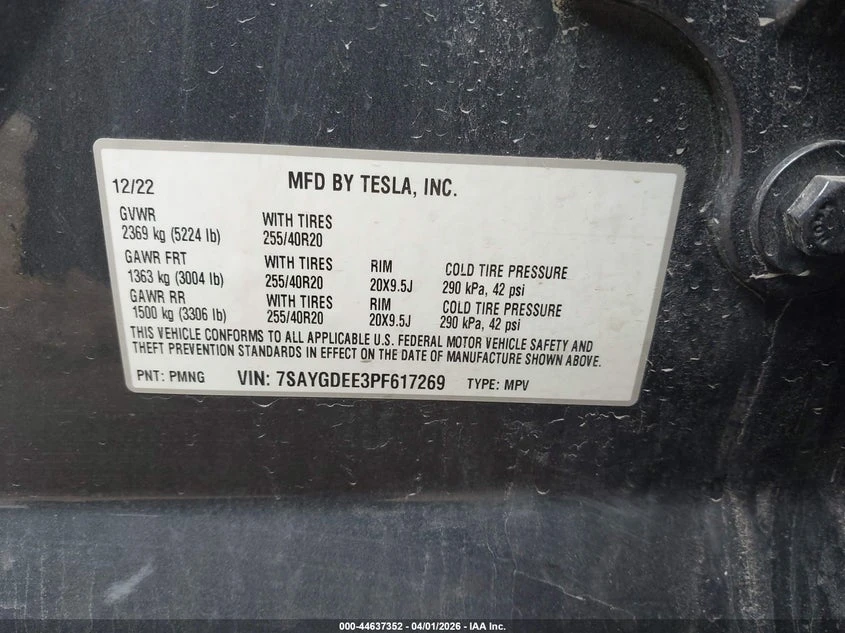 12/22 MFD BY TESLA, INC.
GVWR WITH TIRES
2369 kg (5224 lb) 255/40R20
GAWR FRT WITH TIRES RIM COLD TIRE PRESSURE
1363 kg (3004 lb) 255/40R20 20X9.5J 290 kPa, 42 psi
GAWR RR WITH TIRES RIM COLD TIRE PRESSURE
1500 kg (3306 lb) 255/40R20 20X9.5J 290 kPa, 42 psi
THIS VEHICLE CONFORMS TO ALL APPLICABLE U.S. FEDERAL MOTOR VEHICLE SAFETY AND
THEFT PREVENTION STANDARDS IN EFFECT ON THE DATE OF MANUFACTURE SHOWN ABOVE.
PNT: PMNG VIN: 7SAYGDEE3PF617269 TYPE: MPV
000-44637352 | 04/01/2026 - IAA Inc.